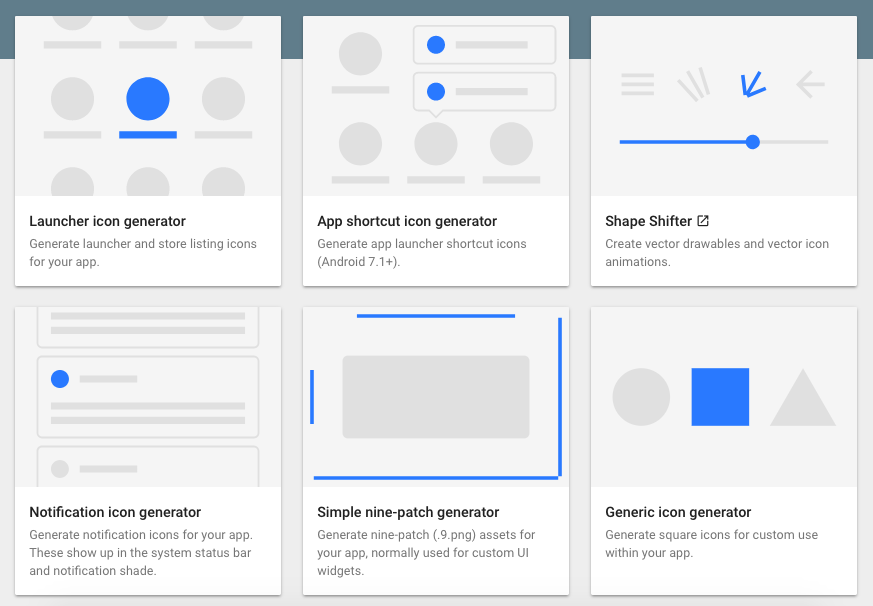 Launcher icon generator
Generate launcher and store listing icons
for your app.
App shortcut icon generator
Generate app launcher shortcut icons
(Android 7.1+).
Shape Shifter
Create vector drawables and vector icon
animations.
Notification icon generator
Generate notification icons for your app.
These show up in the system status bar
and notification shade.
Simple nine-patch generator
Generate nine-patch (.9.png) assets for
your app, normally used for custom UI
widgets.
Generic icon generator
Generate square icons for custom use
within your app.